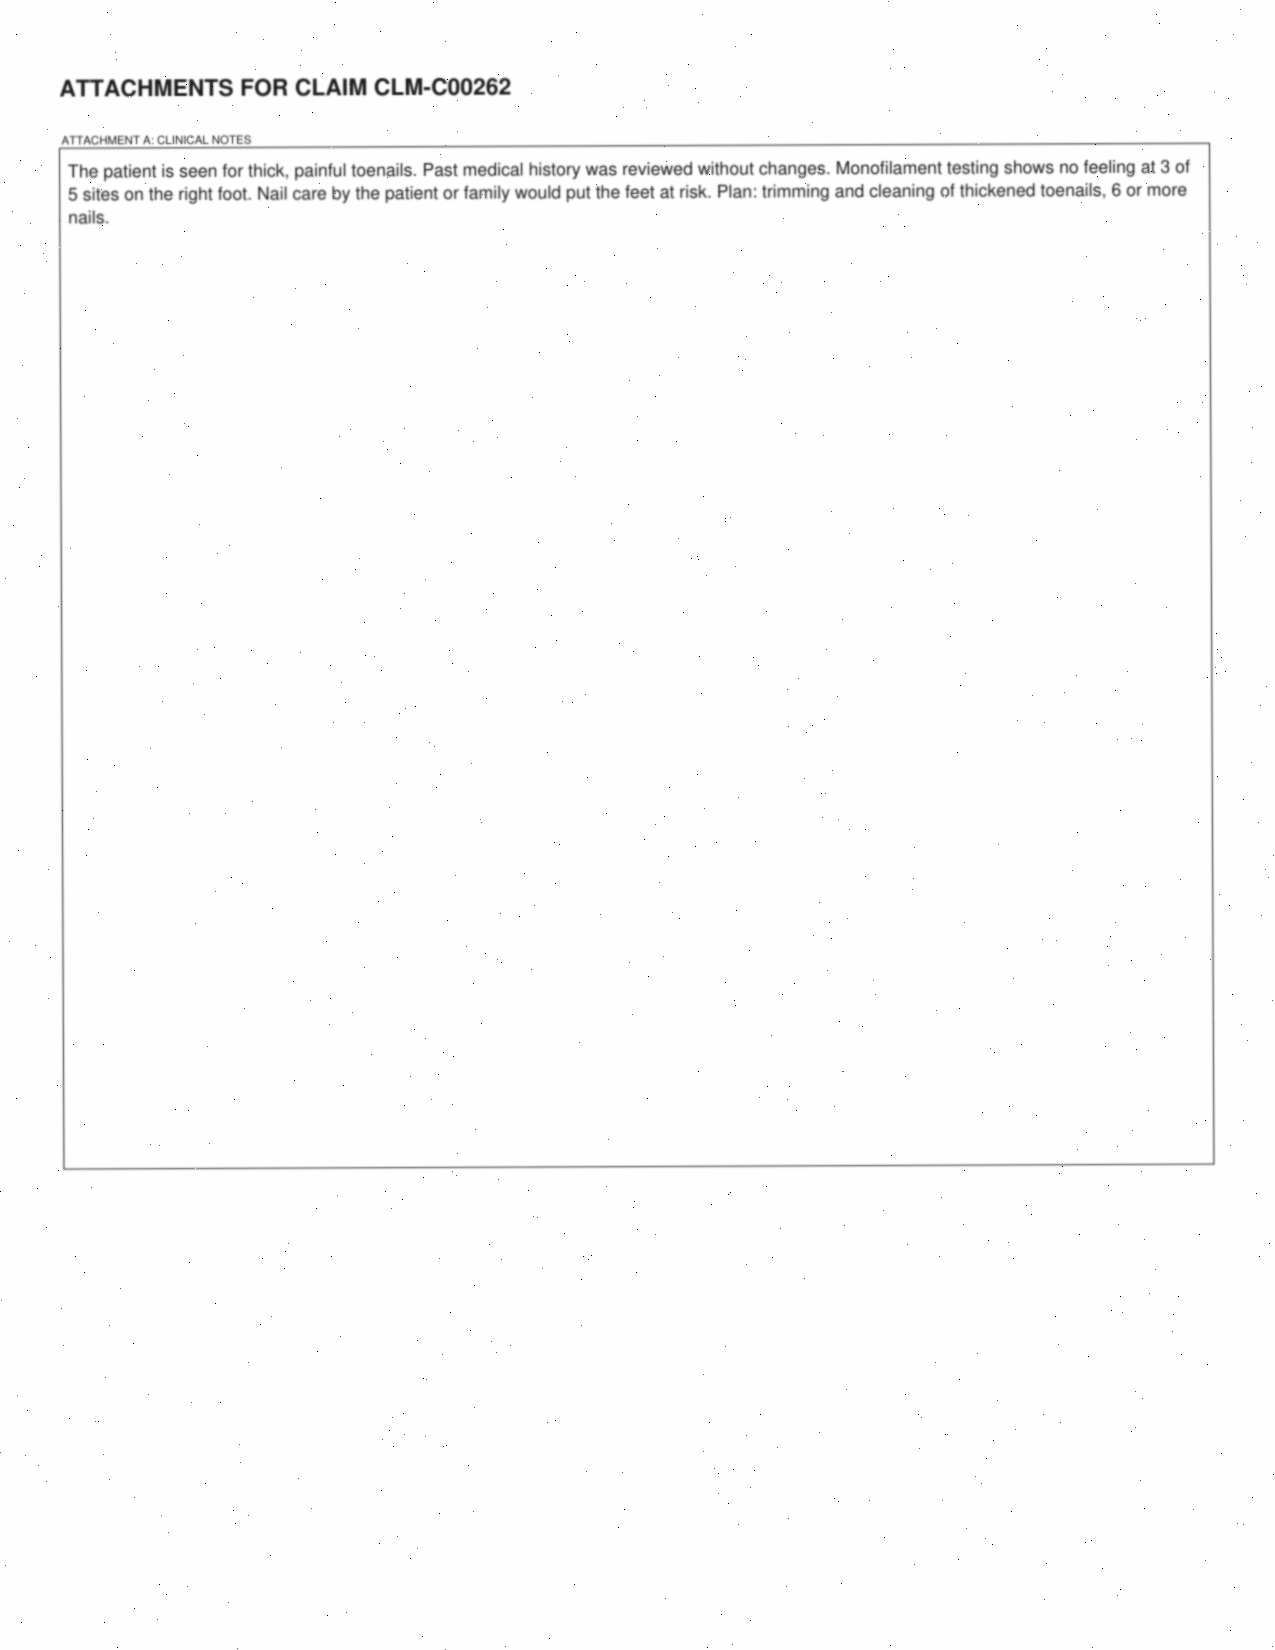 ATTACHMENTS FOR CLAIM CLM-C00262
ATTACHMENT A: CLINICAL NOTES
The patient is seen for thick, painful toenails. Past medical history was reviewed without changes. Monofilament testing shows no feeling at 3 of
5 sites on the right foot. Nail care by the patient or family would put the feet at risk. Plan: trimming and cleaning of thickened toenails, 6 or more
nails.